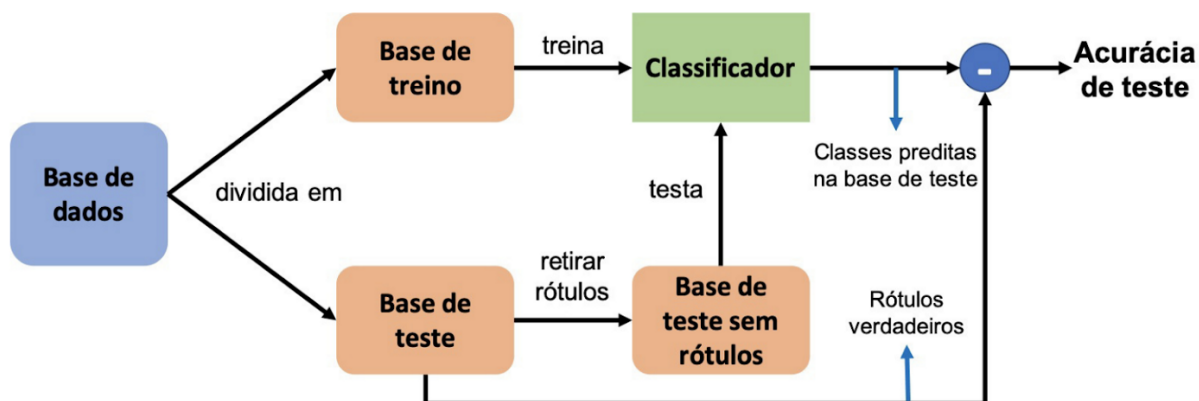 Base de
dados
dividida em
Base de
treino
treina
Classificador
-
Acurácia
de teste
Classes preditas
na base de teste
testa
Base de
teste
retirar
rótulos
Base de
teste sem
rótulos
Rótulos
verdadeiros